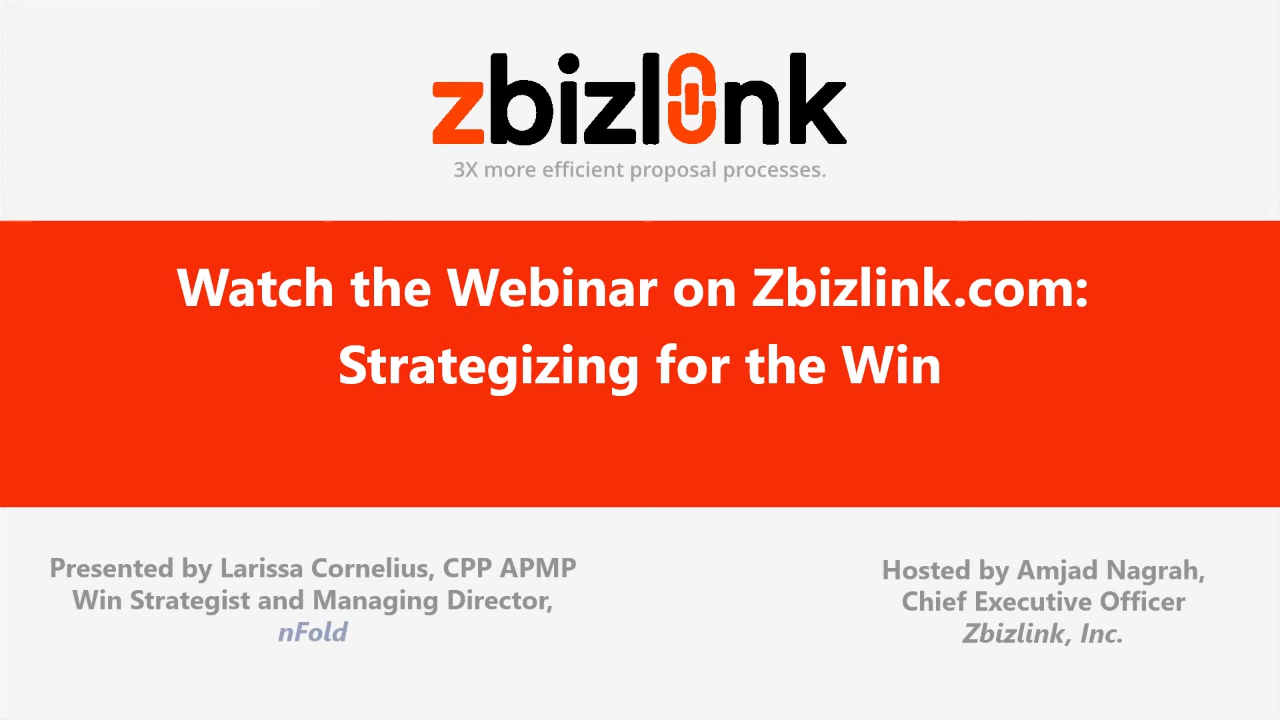 zbizlink
3X more efficient proposal processes.
Watch the Webinar on Zbizlink.com:
Strategizing for the Win
Presented by Larissa Cornelius, CPP APMP
Win Strategist and Managing Director,
nFold
Hosted by Amjad Nagrah,
Chief Executive Officer
Zbizlink, Inc.